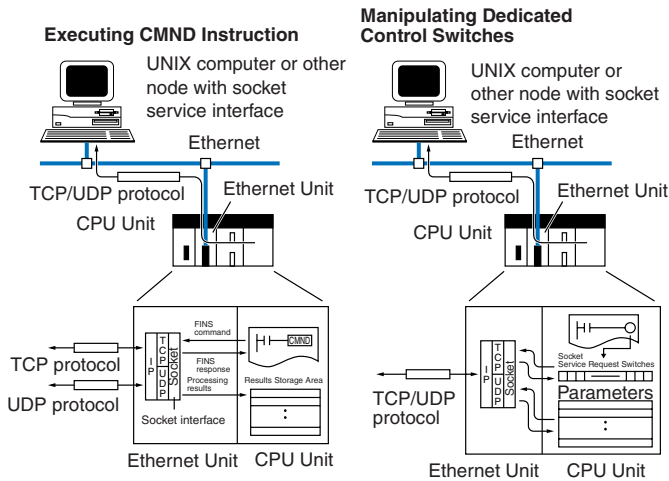 Executing CMND Instruction
UNIX computer or other
node with socket
service interface
Ethernet
TCP/UDP protocol
Ethernet Unit
CPU Unit
FINS
command
CMND
FINS
response
Processing
results
Results Storage Area
IP
TCP
UDP
Socket
TCP protocol
UDP protocol
Socket interface
Ethernet Unit
CPU Unit
Manipulating Dedicated
Control Switches
UNIX computer or
other node with socket
service interface
Ethernet
TCP/UDP protocol
Ethernet Unit
CPU Unit
Socket
Service Request Switches
Parameters
IP
TCP
UDP
Socket
TCP/UDP
protocol
Ethernet Unit
CPU Unit